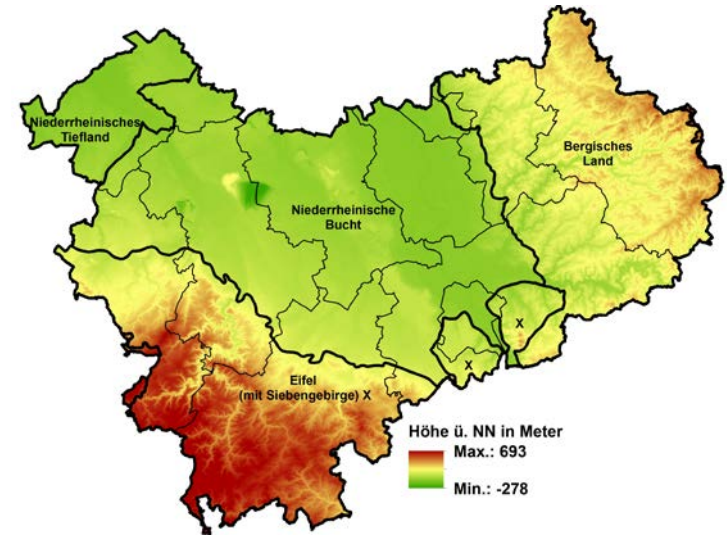 Niederrheinisches
Tiefland
Bergisches
Land
Niederrheinische
Bucht
X
X
Eifel
(mit Siebengebirge) X
Höhe ü. NN in Meter
Max.: 693
Min.: -278